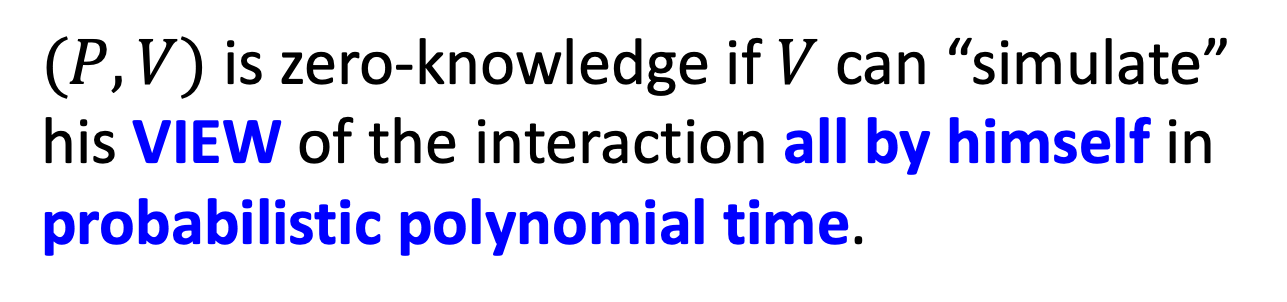 (P, V) is zero-knowledge if V can “simulate”
his VIEW of the interaction all by himself in
probabilistic polynomial time.